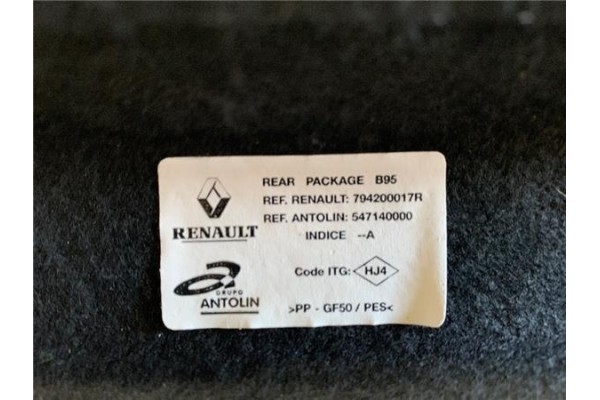 REAR PACKAGE B95
REF. RENAULT: 794200017R
REF. ANTOLIN: 547140000
INDICE --A
RENAULT
Code ITG: HJ4
GRUPO
ANTOLIN
>PP - GF50 / PES<